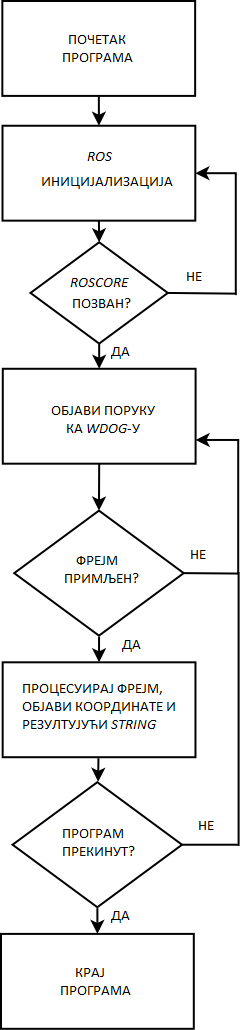 ПОЧЕТАК
ПРОГРАМА
ROS
ИНИЦИЈАЛИЗАЦИЈА
ROSCORE
ПОЗВАН?
НЕ
ДА
ОБЈАВИ ПОРУКУ
КА WDOG-У
ФРЕЈМ
ПРИМЉЕН?
НЕ
ДА
ПРОЦЕСУИРАЈ ФРЕЈМ,
ОБЈАВИ КООРДИНАТЕ И
РЕЗУЛТУЈУЋИ STRING
ПРОГРАМ
ПРЕКИНУТ?
НЕ
ДА
КРАЈ
ПРОГРАМА